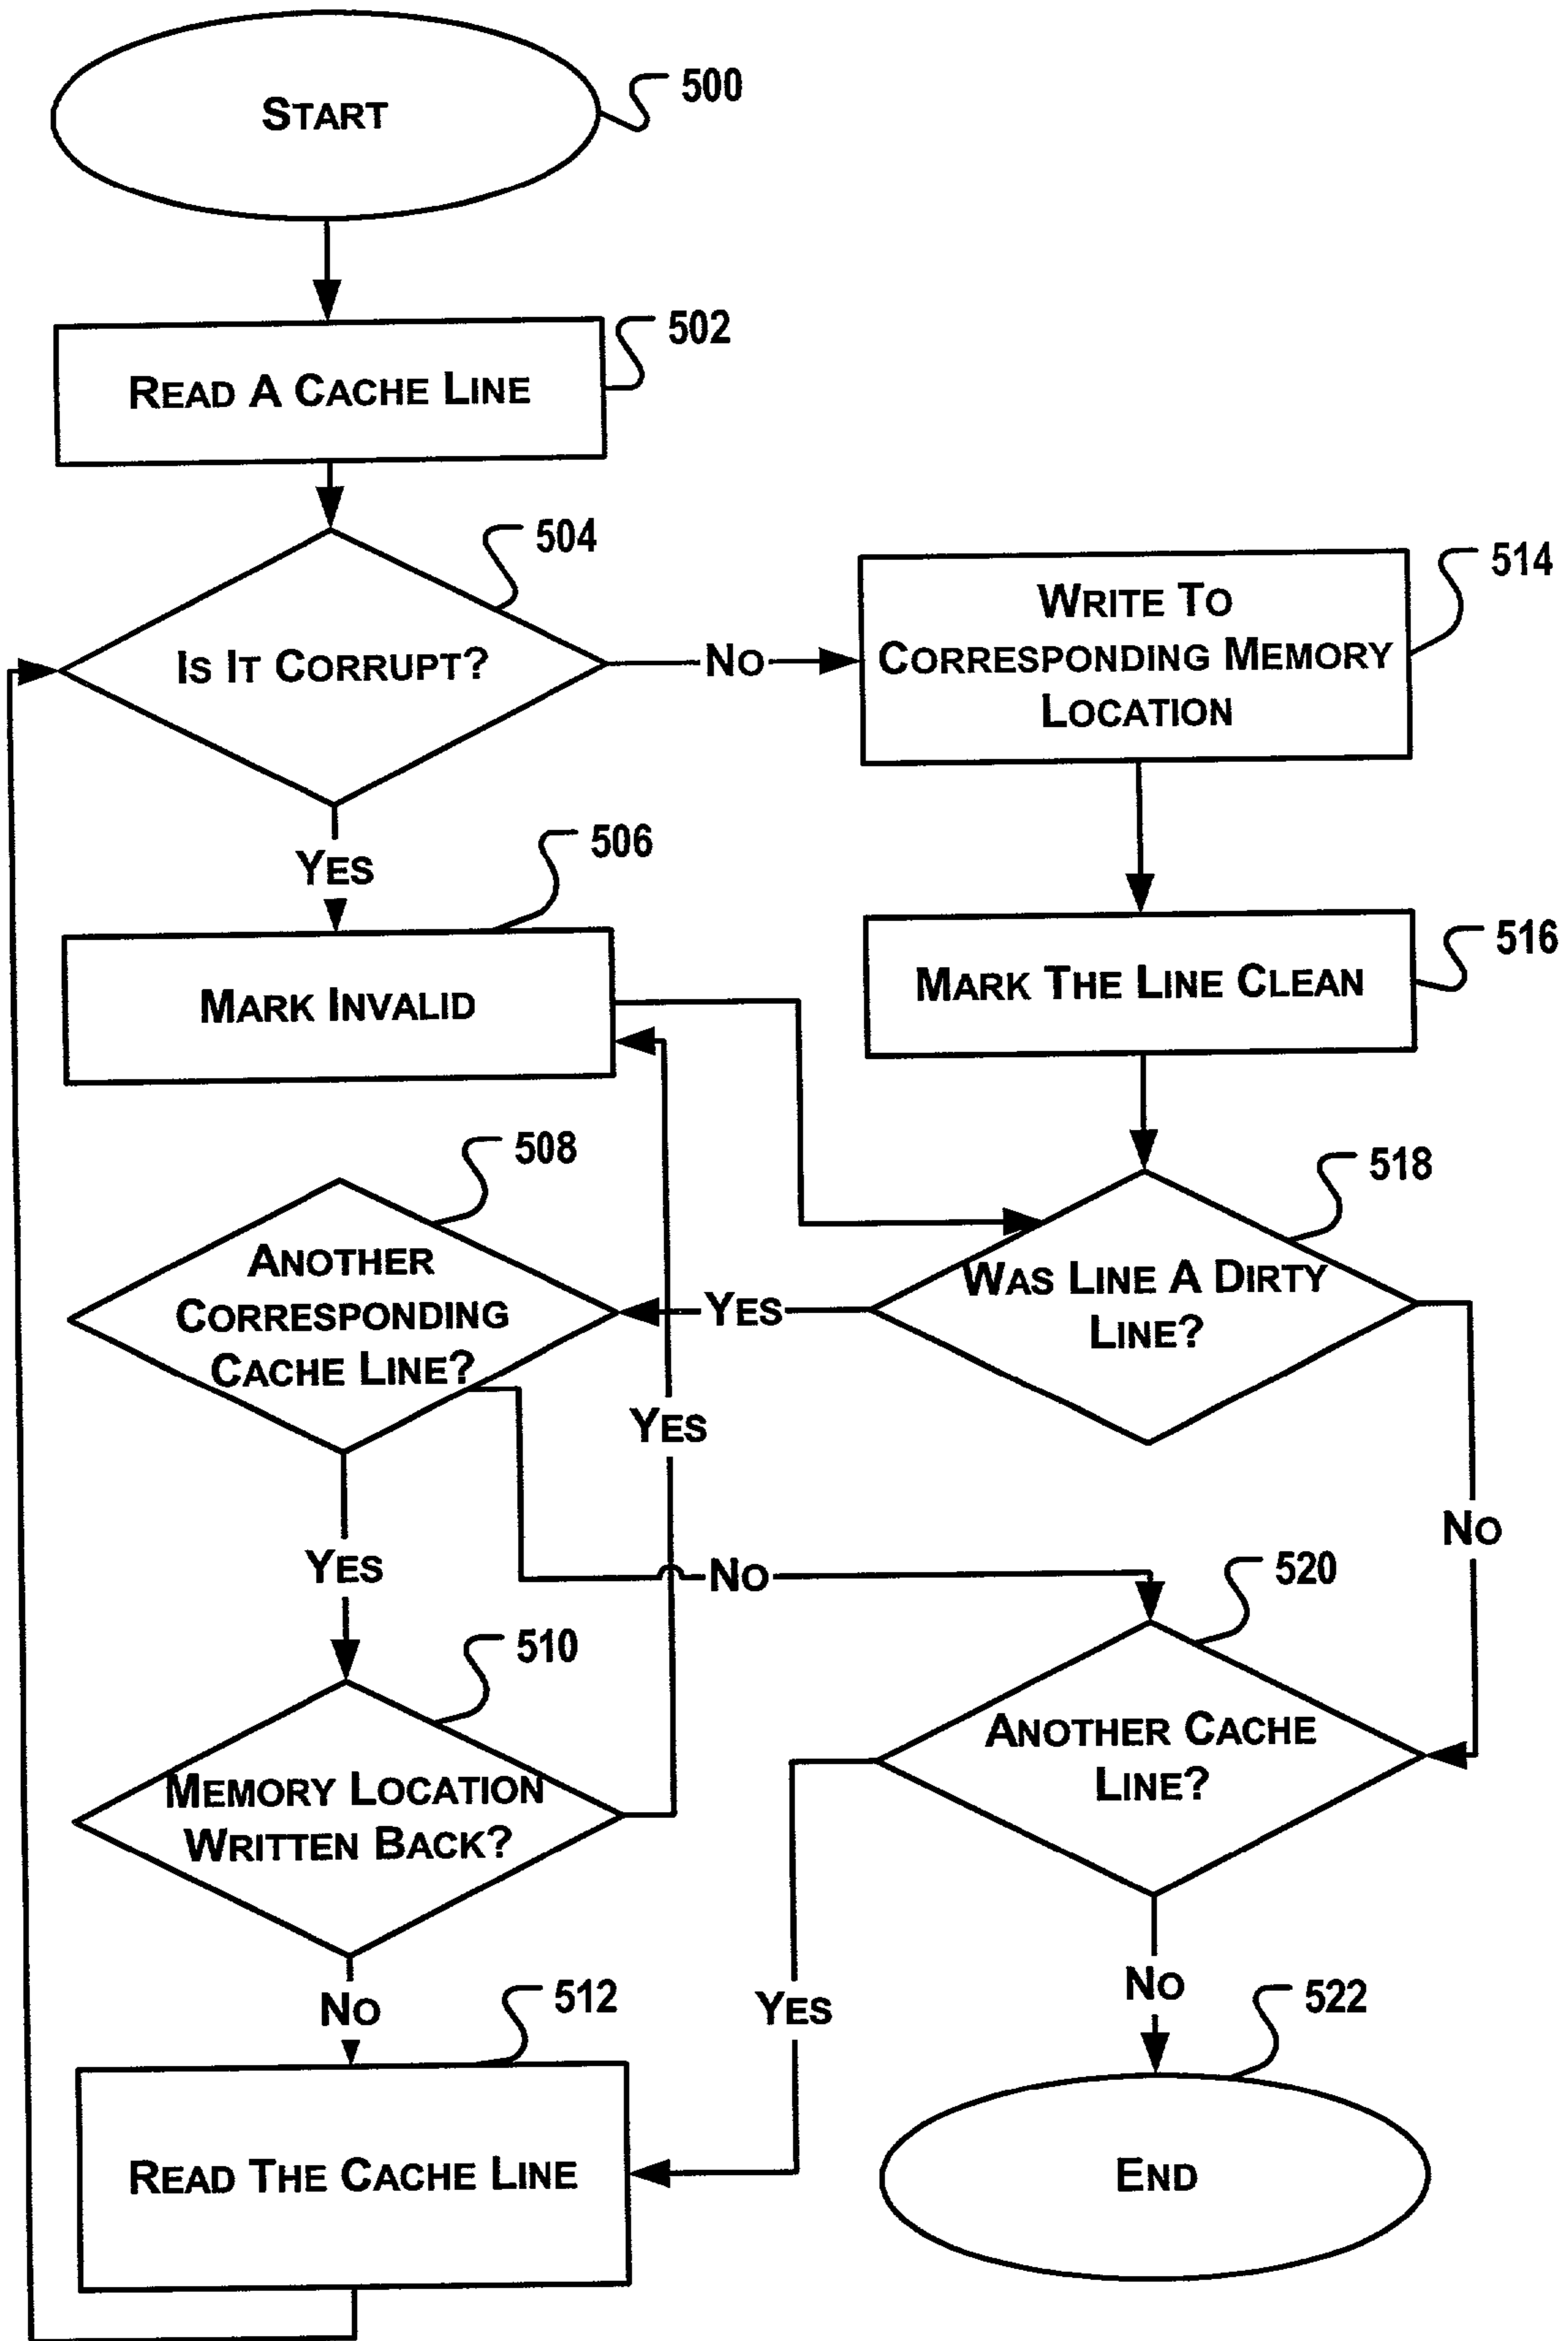 START
500
READ A CACHE LINE
502
IS IT CORRUPT?
504
NO
WRITE TO
CORRESPONDING MEMORY
LOCATION
514
YES
MARK INVALID
506
MARK THE LINE CLEAN
516
ANOTHER
CORRESPONDING
CACHE LINE?
508
YES
WAS LINE A DIRTY
LINE?
518
YES
NO
YES
NO
MEMORY LOCATION
WRITTEN BACK?
510
ANOTHER CACHE
LINE?
520
NO
YES
NO
READ THE CACHE LINE
512
END
522